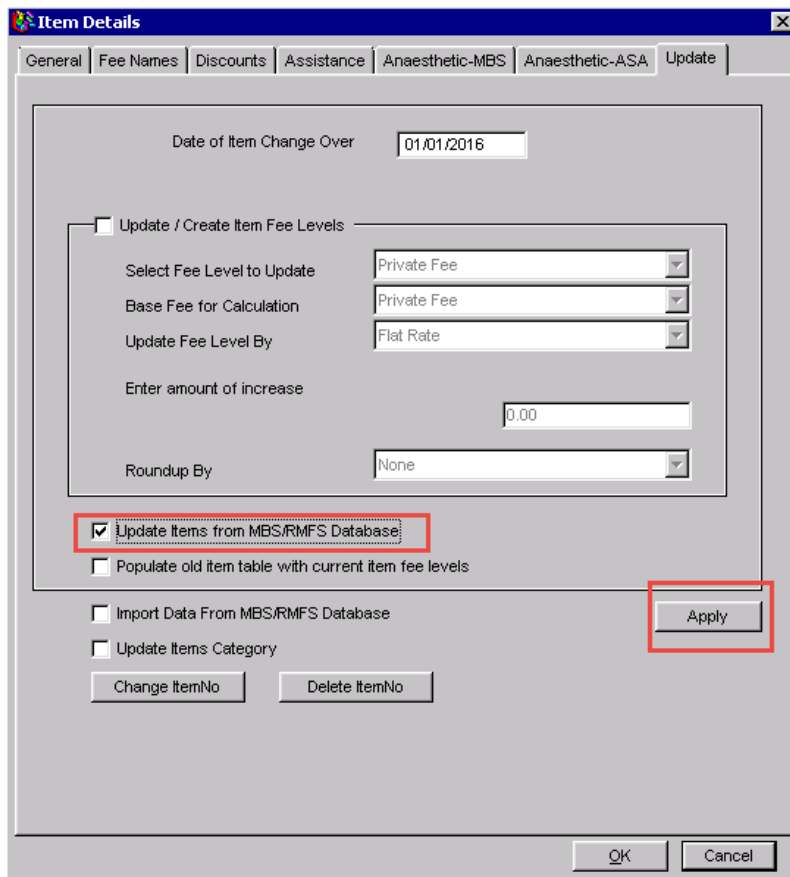 Item Details
General Fee Names Discounts Assistance Anaesthetic-MBS Anaesthetic-ASA Update
Date of Item Change Over 01/01/2016
Update / Create Item Fee Levels
Select Fee Level to Update Private Fee
Base Fee for Calculation Private Fee
Update Fee Level By Flat Rate
Enter amount of increase
0.00
Roundup By None
Update Items from MBS/RMFS Database
Populate old item table with current item fee levels
Import Data From MBS/RMFS Database Apply
Update Items Category
Change ItemNo Delete ItemNo
OK Cancel